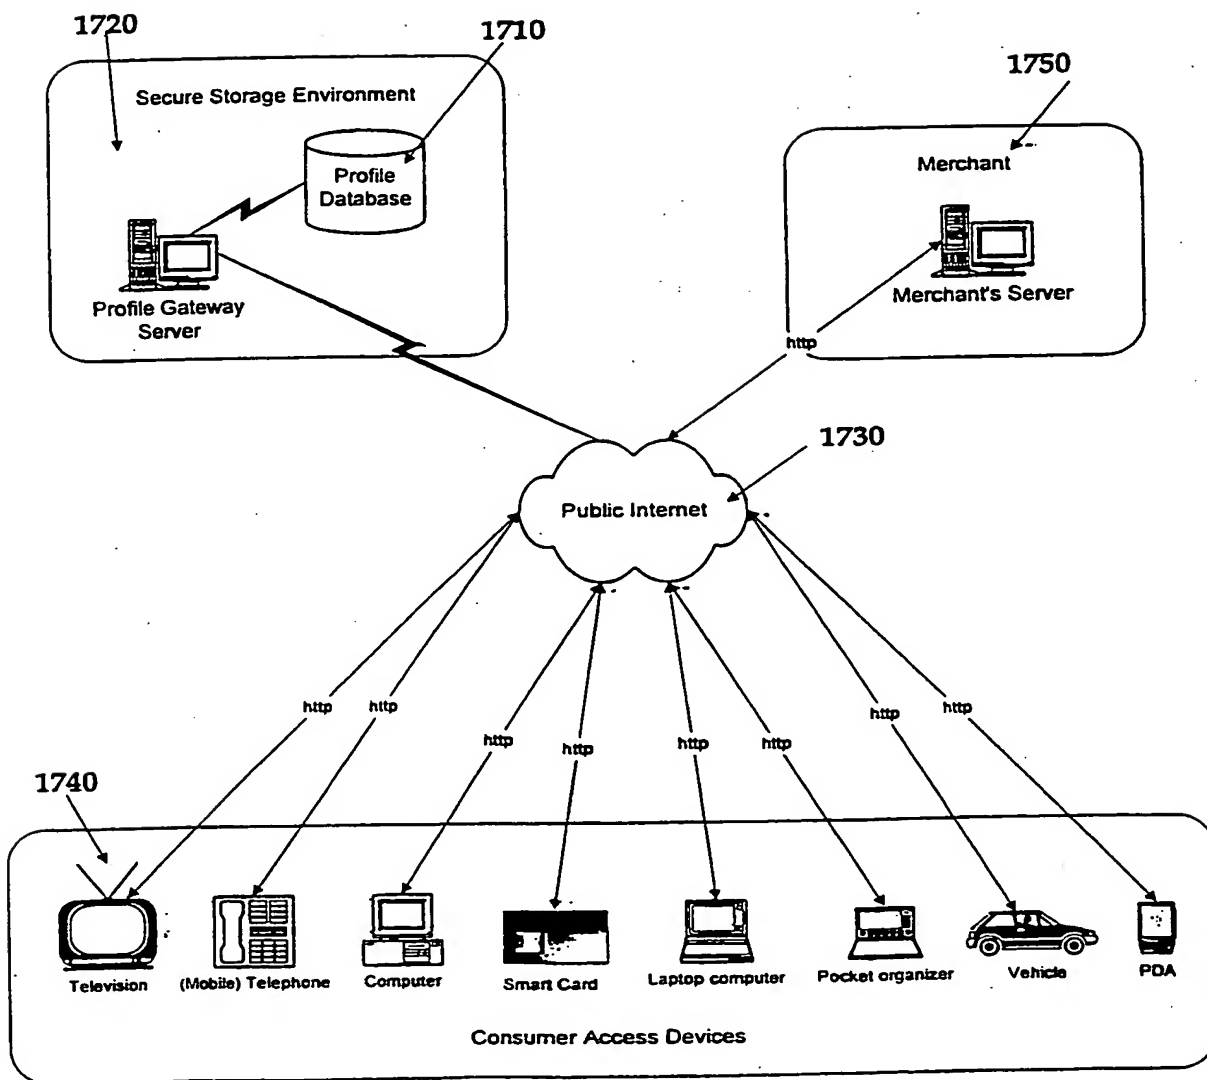 1720
1710
1750
Secure Storage Environment
Profile
Database
Profile Gateway
Server
Merchant
Merchant's Server
http
1730
Public Internet
http
http
http
http
http
http
http
http
1740
Television
(Mobile) Telephone
Computer
Smart Card
Laptop computer
Pocket organizer
Vehicle
PDA
Consumer Access Devices